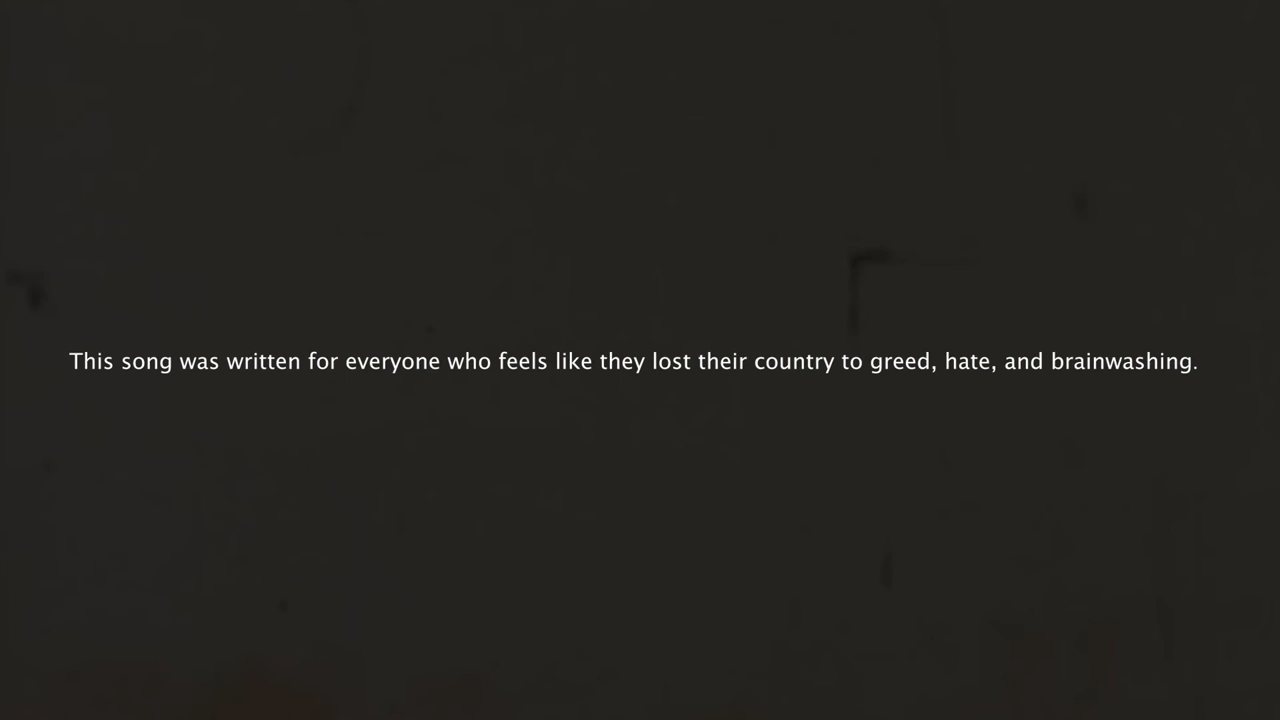 This song was written for everyone who feels like they lost their country to greed, hate, and brainwashing.